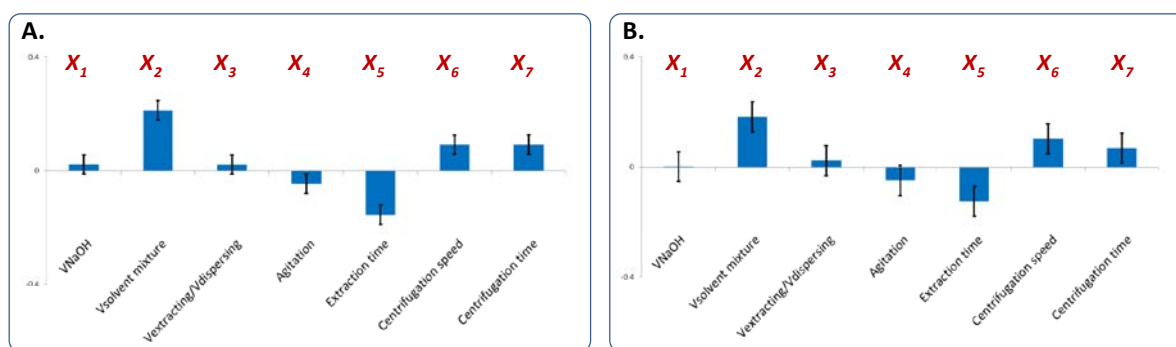 A.
0.4
X1 X2 X3 X4 X5 X6 X7
0
-0.4
VNaOH
Vsolvent mixture
Vextracting/Vdispersing
Agitation
Extraction time
Centrifugation speed
Centrifugation time
B.
0.4
X1 X2 X3 X4 X5 X6 X7
0
-0.4
VNaOH
Vsolvent mixture
Vextracting/Vdispersing
Agitation
Extraction time
Centrifugation speed
Centrifugation time